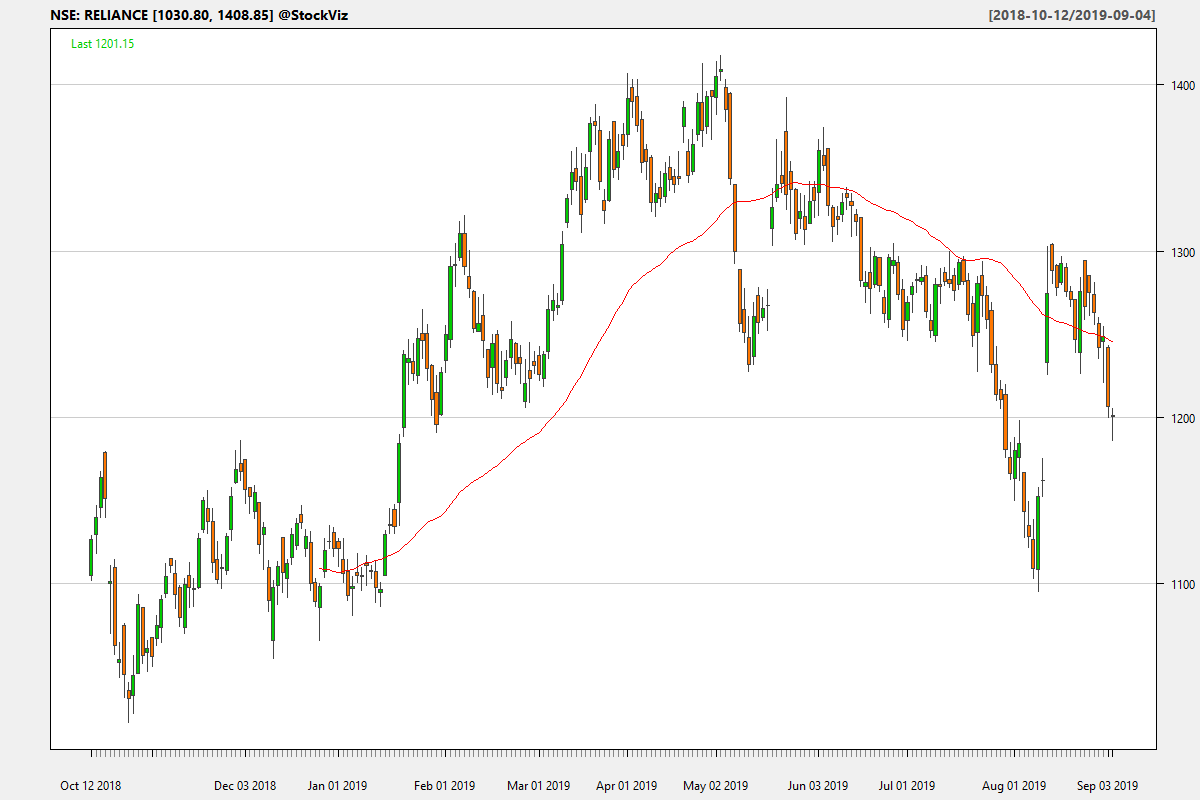 NSE: RELIANCE [1030.80, 1408.85] @StockViz
[2018-10-12/2019-09-04]
Last 1201.15
1400
1300
1200
1100
Oct 12 2018 Dec 03 2018 Jan 01 2019 Feb 01 2019 Mar 01 2019 Apr 01 2019 May 02 2019 Jun 03 2019 Jul 01 2019 Aug 01 2019 Sep 03 2019